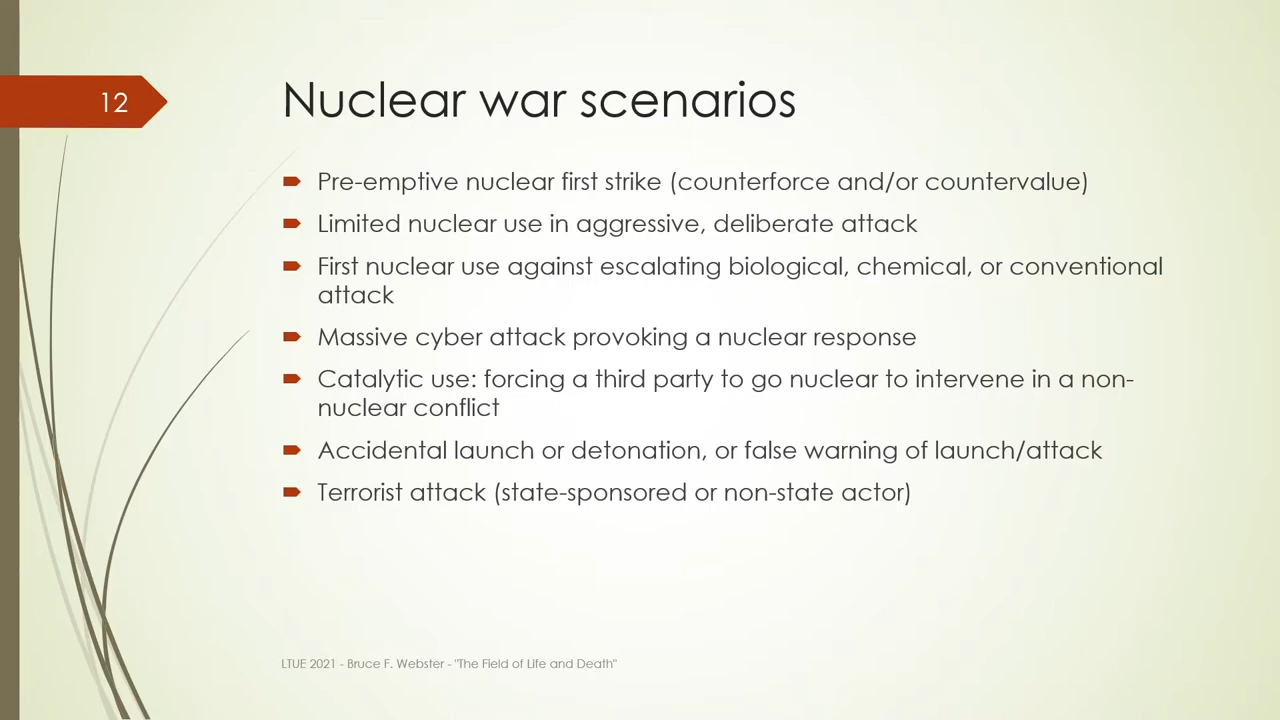 12
Nuclear war scenarios
Pre-emptive nuclear first strike (counterforce and/or countervalue)
Limited nuclear use in aggressive, deliberate attack
First nuclear use against escalating biological, chemical, or conventional
attack
Massive cyber attack provoking a nuclear response
Catalytic use: forcing a third party to go nuclear to intervene in a non-
nuclear conflict
Accidental launch or detonation, or false warning of launch/attack
Terrorist attack (state-sponsored or non-state actor)
LTUE 2021 - Bruce F. Webster - "The Field of Life and Death"